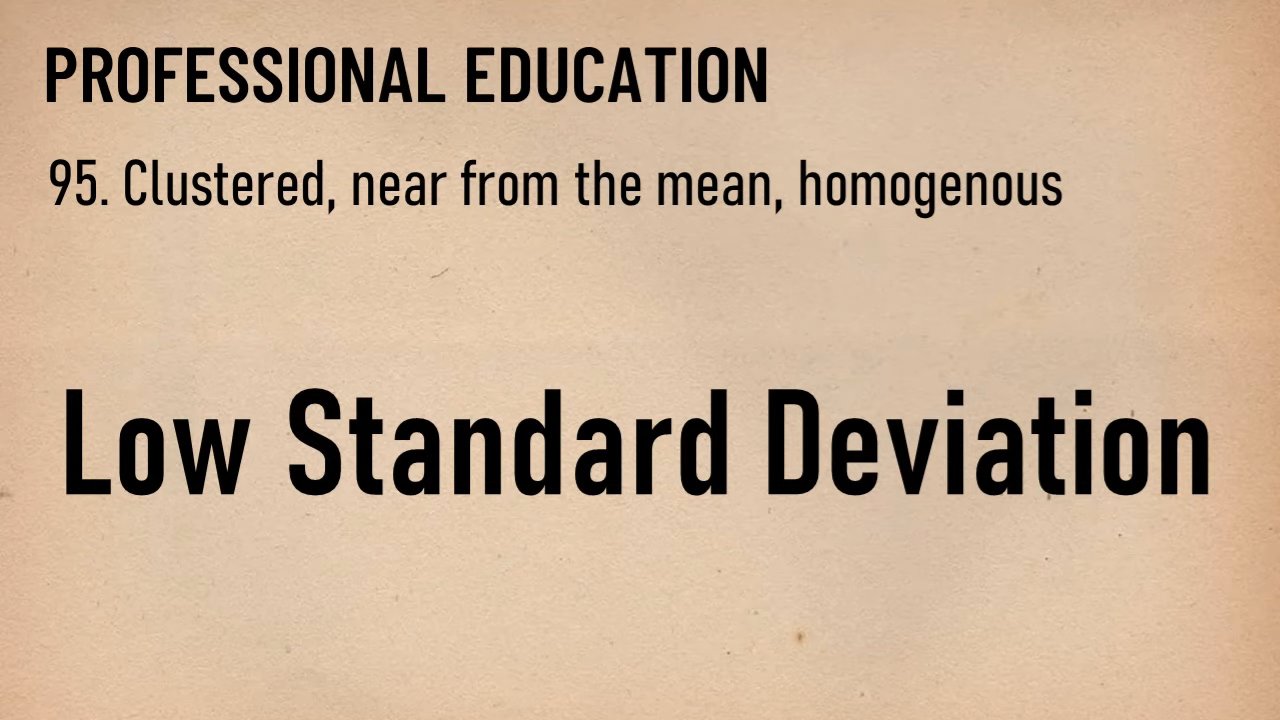 PROFESSIONAL EDUCATION
95. Clustered, near from the mean, homogenous
Low Standard Deviation